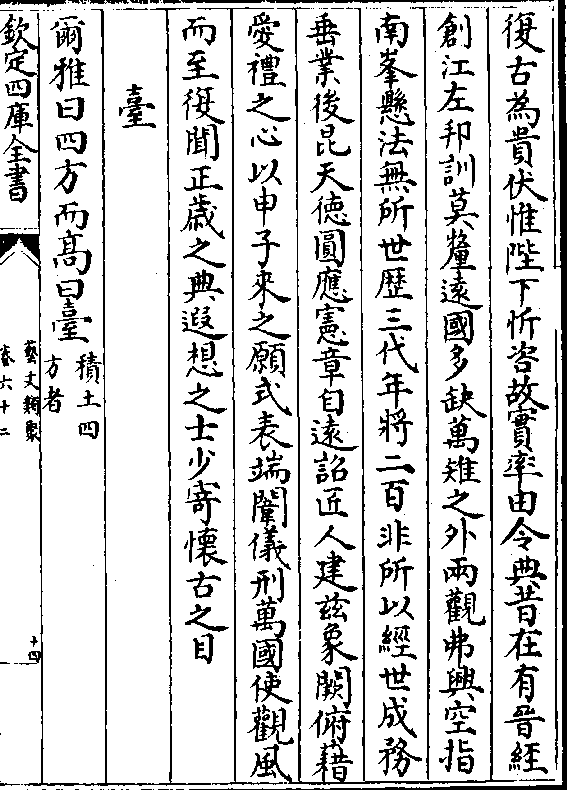 復古為貴伏惟陛下忻咨故實率由令典昔在有晉經
創江左邦訓莫釐遠國多缺萬雉之外兩觀弗興空指
南峯懸法無所世歷三代年將二百非所以經世成務
垂業後昆天德圓應憲章自遠詔匠人建茲象闕俯藉
愛禮之心以申子來之願式表端闈儀刑萬國使觀風
而至復聞正歲之典遐想之士少寄懷古之目
臺
爾雅曰四方而高曰臺積土四
方者
欽定四庫全書
藝文類聚
卷六十二
十四